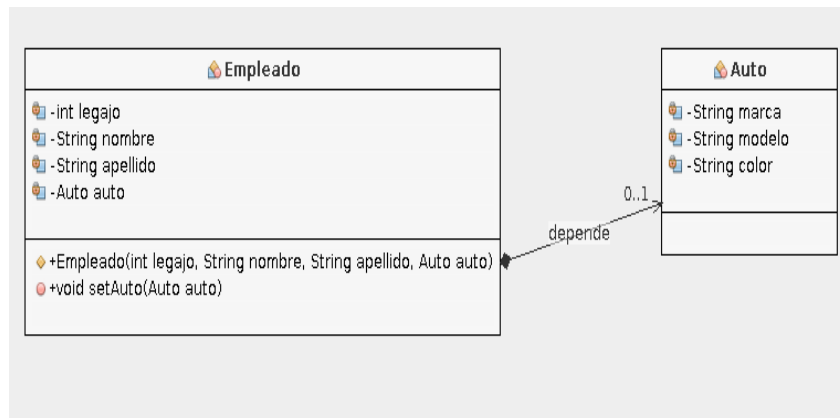 Empleado
-int legajo
-String nombre
-String apellido
-Auto auto
+Empleado(int legajo, String nombre, String apellido, Auto auto)
+void setAuto(Auto auto)
depende
0..1
Auto
-String marca
-String modelo
-String color